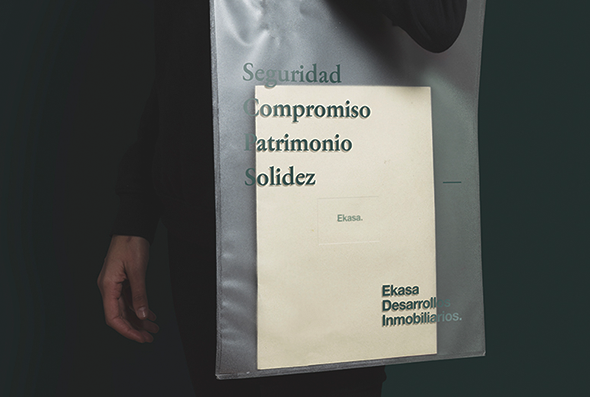 Seguridad
Compromiso
Patrimonio
Solidez
Ekasa.
Ekasa
Desarrollos
Inmobiliarios.